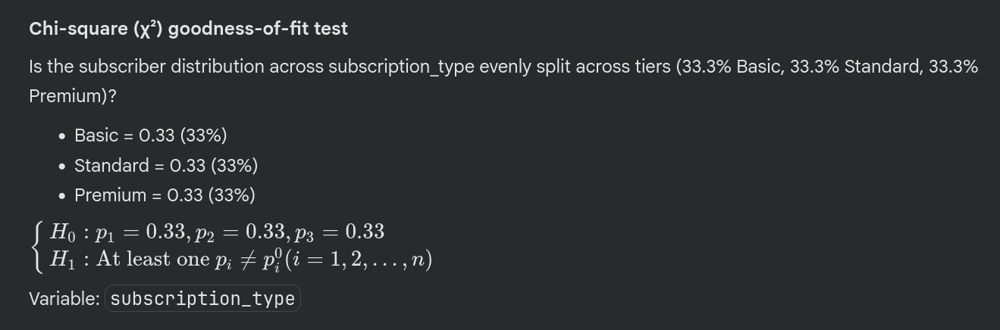 Chi-square (χ²) goodness-of-fit test
Is the subscriber distribution across subscription_type evenly split across tiers (33.3% Basic, 33.3% Standard, 33.3%
Premium)?
• Basic = 0.33 (33%)
• Standard = 0.33 (33%)
• Premium = 0.33 (33%)
H₀ : p₁ = 0.33, p₂ = 0.33, p₃ = 0.33
H₁ : At least one pᵢ ≠ pᵢ⁰ (i = 1, 2, . . . , n)
Variable: subscription_type